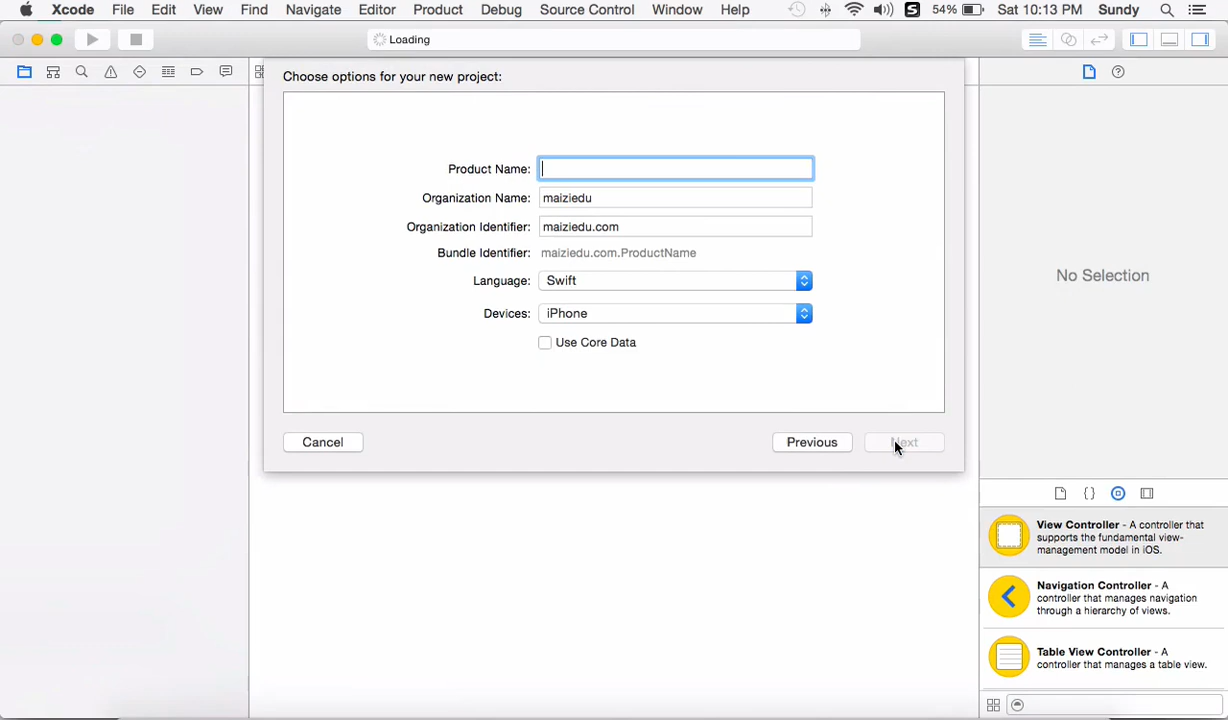 Xcode File Edit View Find Navigate Editor Product Debug Source Control Window Help S 54% Sat 10:13 PM Sundy
Loading
Choose options for your new project:
Product Name:
Organization Name: maiziedu
Organization Identifier: maiziedu.com
Bundle Identifier: maiziedu.com.ProductName
Language: Swift
Devices: iPhone
Use Core Data
Cancel Previous Next
No Selection
View Controller - A controller that
supports the fundamental view-
management model in iOS.
Navigation Controller - A
controller that manages navigation
through a hierarchy of views.
Table View Controller - A
controller that manages a table view.